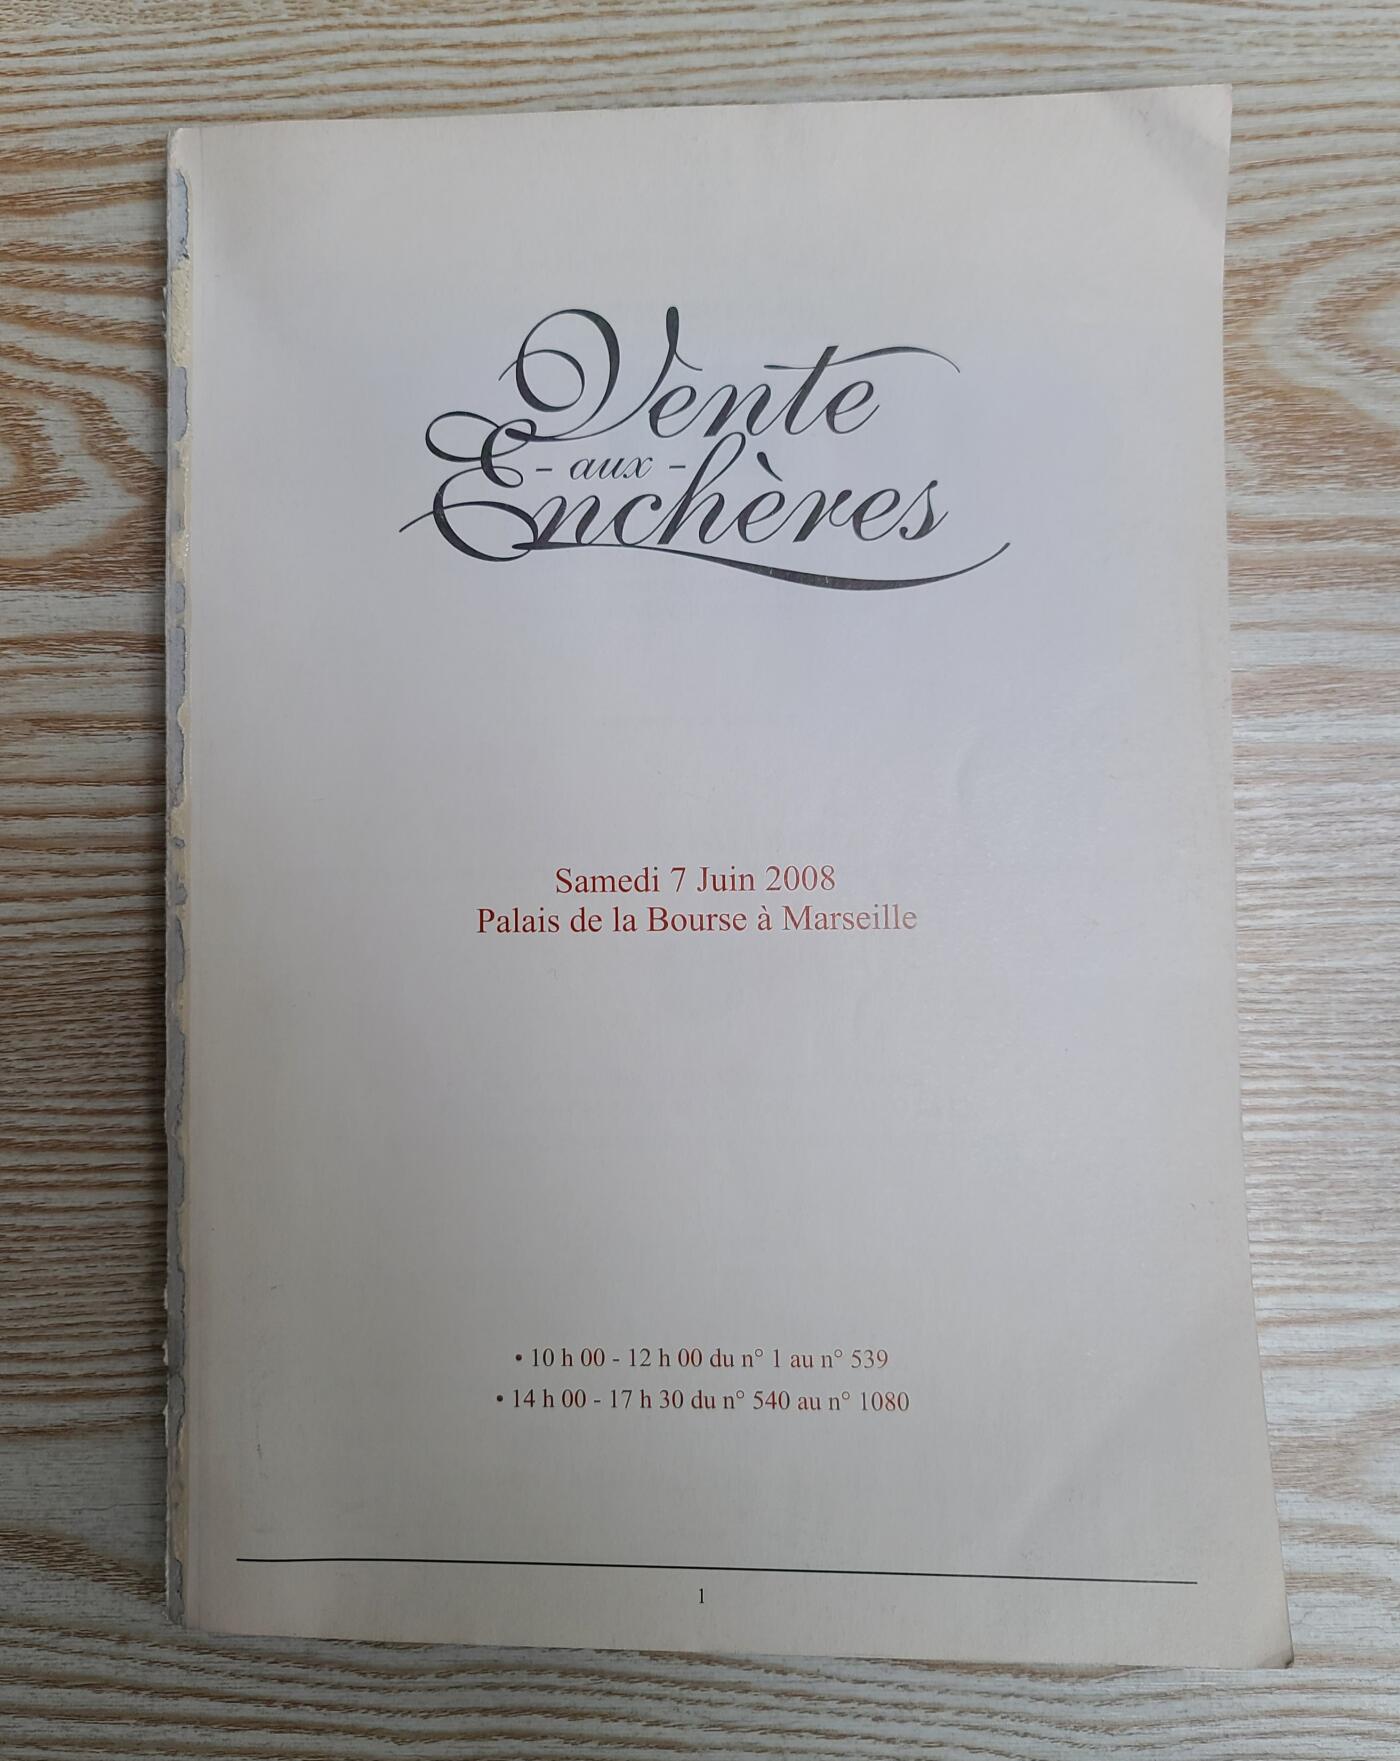 Vente
- aux -
Enchères
Samedi 7 Juin 2008
Palais de la Bourse à Marseille
• 10 h 00 - 12 h 00 du n° 1 au n° 539
• 14 h 00 - 17 h 30 du n° 540 au n° 1080
1